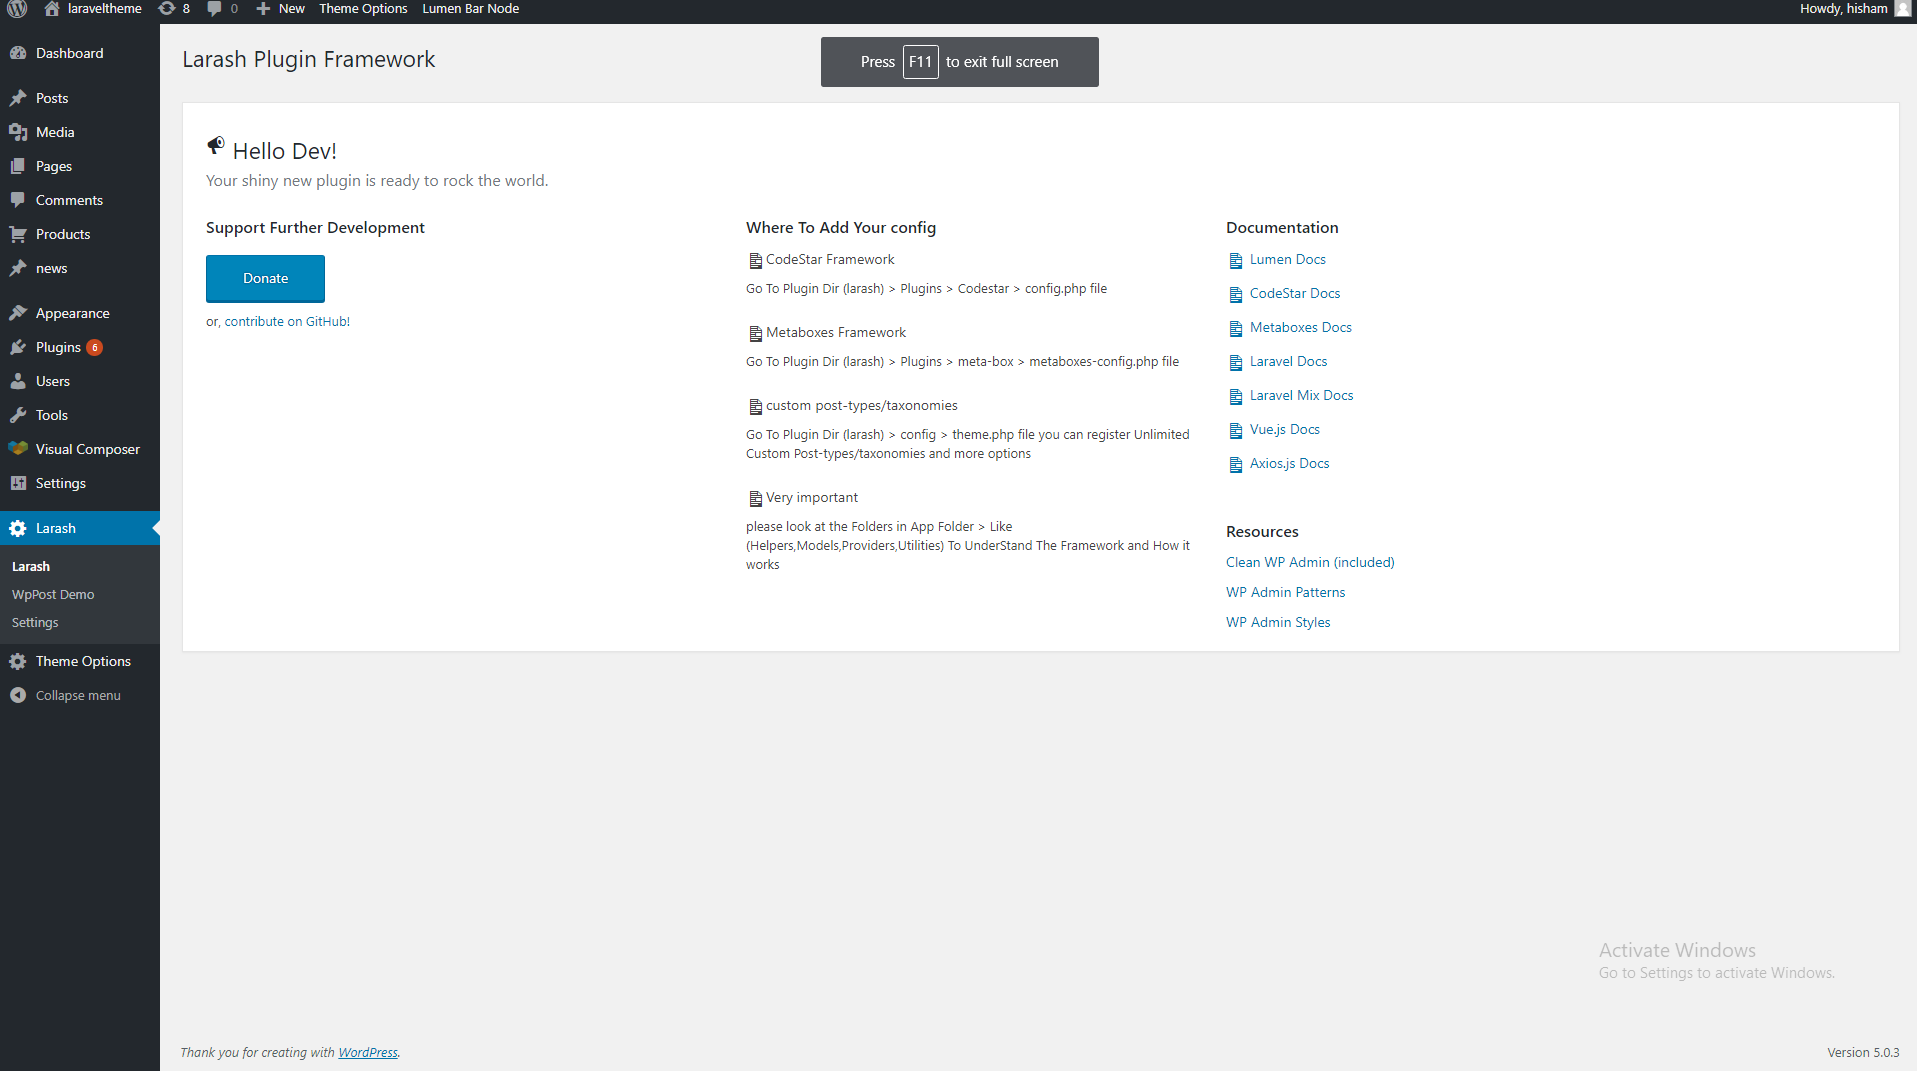 laraveltheme 8 0 New Theme Options Lumen Bar Node Howdy, hisham
Dashboard
Posts
Media
Pages
Comments
Products
news
Appearance
Plugins 6
Users
Tools
Visual Composer
Settings
Larash
Larash
WpPost Demo
Settings
Theme Options
Collapse menu
Larash Plugin Framework
Press F11 to exit full screen
Hello Dev!
Your shiny new plugin is ready to rock the world.
Support Further Development
Donate
or, contribute on GitHub!
Where To Add Your config
CodeStar Framework
Go To Plugin Dir (larash) > Plugins > Codestar > config.php file
Metaboxes Framework
Go To Plugin Dir (larash) > Plugins > meta-box > metaboxes-config.php file
custom post-types/taxonomies
Go To Plugin Dir (larash) > config > theme.php file you can register Unlimited
Custom Post-types/taxonomies and more options
Very important
please look at the Folders in App Folder > Like
(Helpers,Models,Providers,Utilities) To UnderStand The Framework and How it
works
Documentation
Lumen Docs
CodeStar Docs
Metaboxes Docs
Laravel Docs
Laravel Mix Docs
Vue.js Docs
Axios.js Docs
Resources
Clean WP Admin (included)
WP Admin Patterns
WP Admin Styles
Activate Windows
Go to Settings to activate Windows.
Thank you for creating with WordPress.
Version 5.0.3